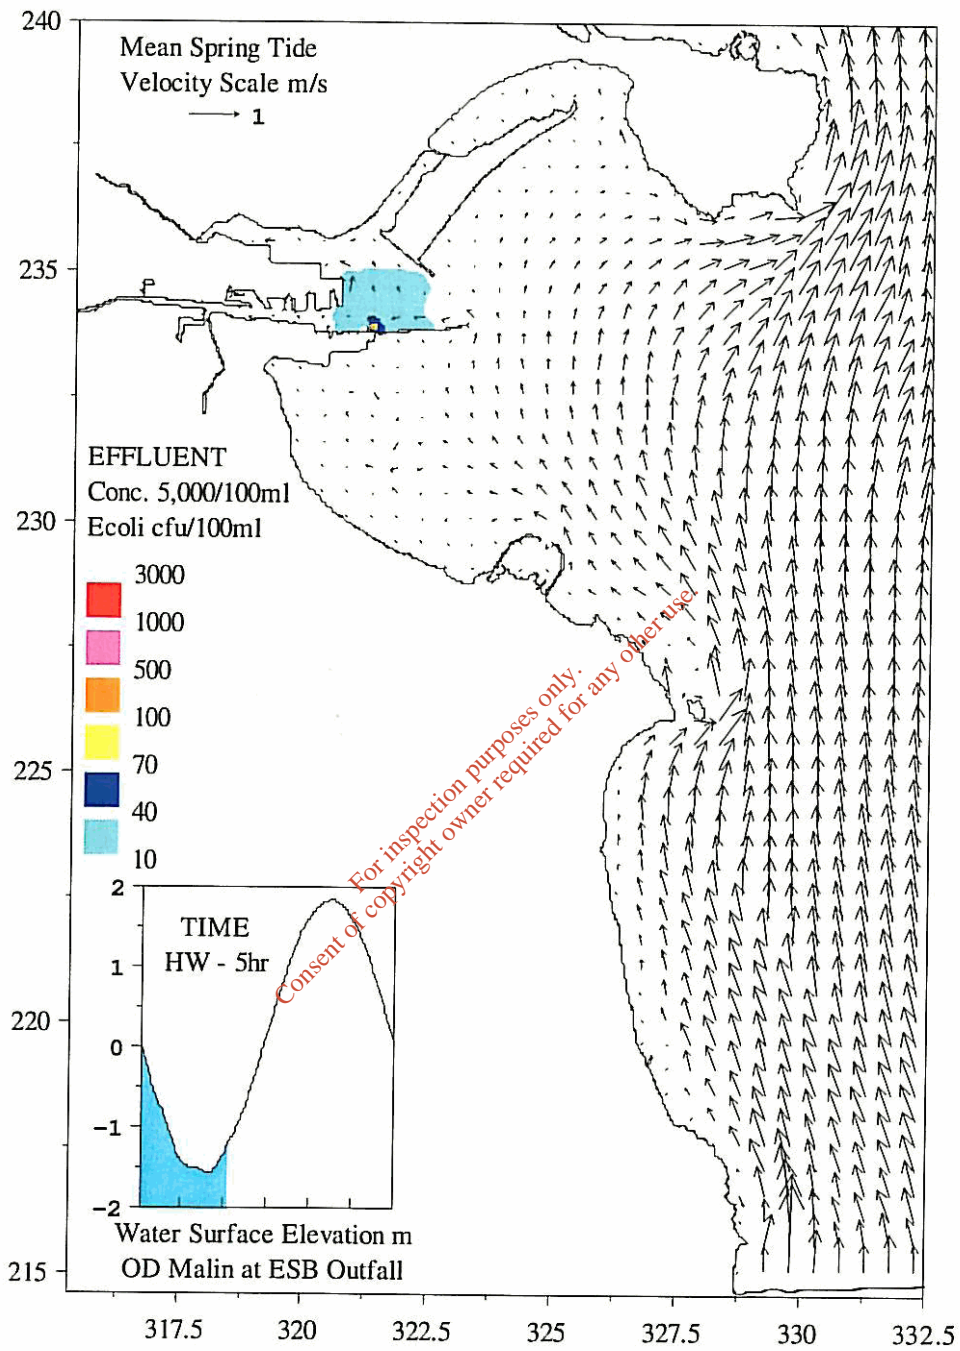 240
Mean Spring Tide
Velocity Scale m/s
1
235
EFFLUENT
Conc. 5,000/100ml
Ecoli cfu/100ml
230
3000
1000
500
100
70
40
10
225
For inspection purposes only.
Consent of copyright owner required for any other use.
2
TIME
HW - 5hr
1
220
0
-1
-2
Water Surface Elevation m
OD Malin at ESB Outfall
215
317.5 320 322.5 325 327.5 330 332.5